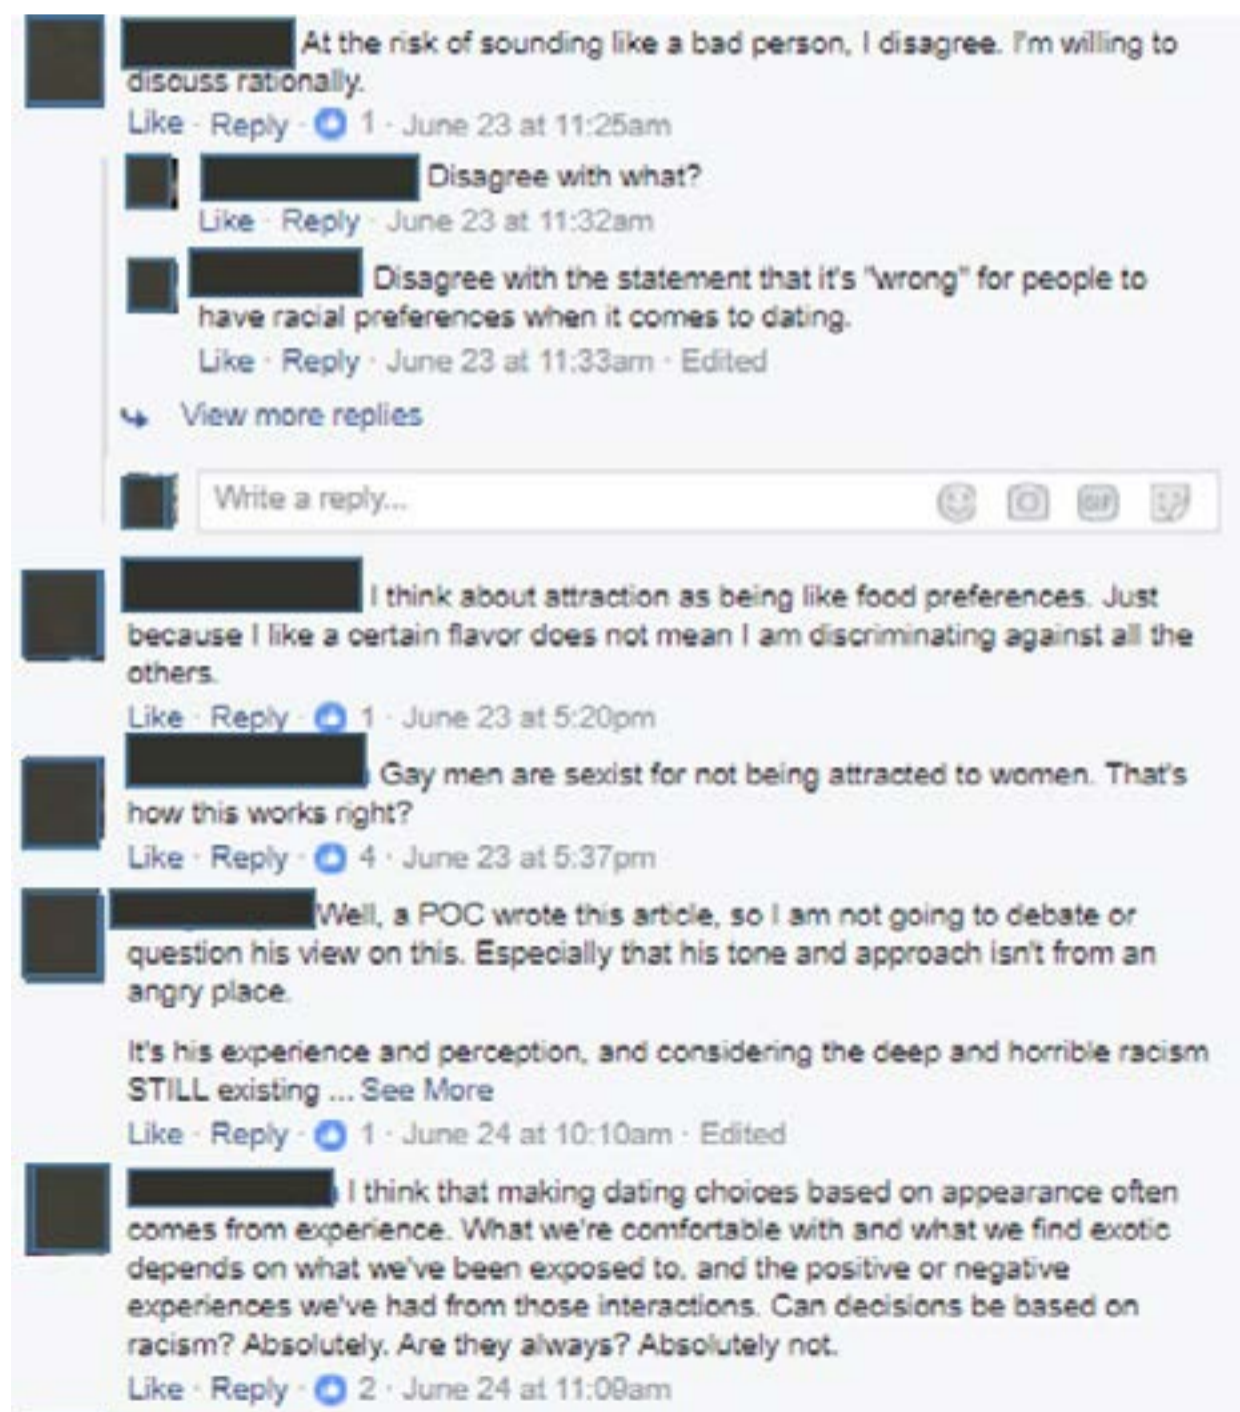 At the risk of sounding like a bad person, I disagree. I'm willing to
discuss rationally.
Like · Reply · 1 · June 23 at 11:25am
Disagree with what?
Like · Reply · June 23 at 11:32am
Disagree with the statement that it's "wrong" for people to
have racial preferences when it comes to dating.
Like · Reply · June 23 at 11:33am · Edited
View more replies
Write a reply...
GIF
I think about attraction as being like food preferences. Just
because I like a certain flavor does not mean I am discriminating against all the
others.
Like · Reply · 1 · June 23 at 5:20pm
Gay men are sexist for not being attracted to women. That's
how this works right?
Like · Reply · 4 · June 23 at 5:37pm
Well, a POC wrote this article, so I am not going to debate or
question his view on this. Especially that his tone and approach isn't from an
angry place.
It's his experience and perception, and considering the deep and horrible racism
STILL existing ... See More
Like · Reply · 1 · June 24 at 10:10am · Edited
I think that making dating choices based on appearance often
comes from experience. What we're comfortable with and what we find exotic
depends on what we've been exposed to, and the positive or negative
experiences we've had from those interactions. Can decisions be based on
racism? Absolutely. Are they always? Absolutely not.
Like · Reply · 2 · June 24 at 11:09am